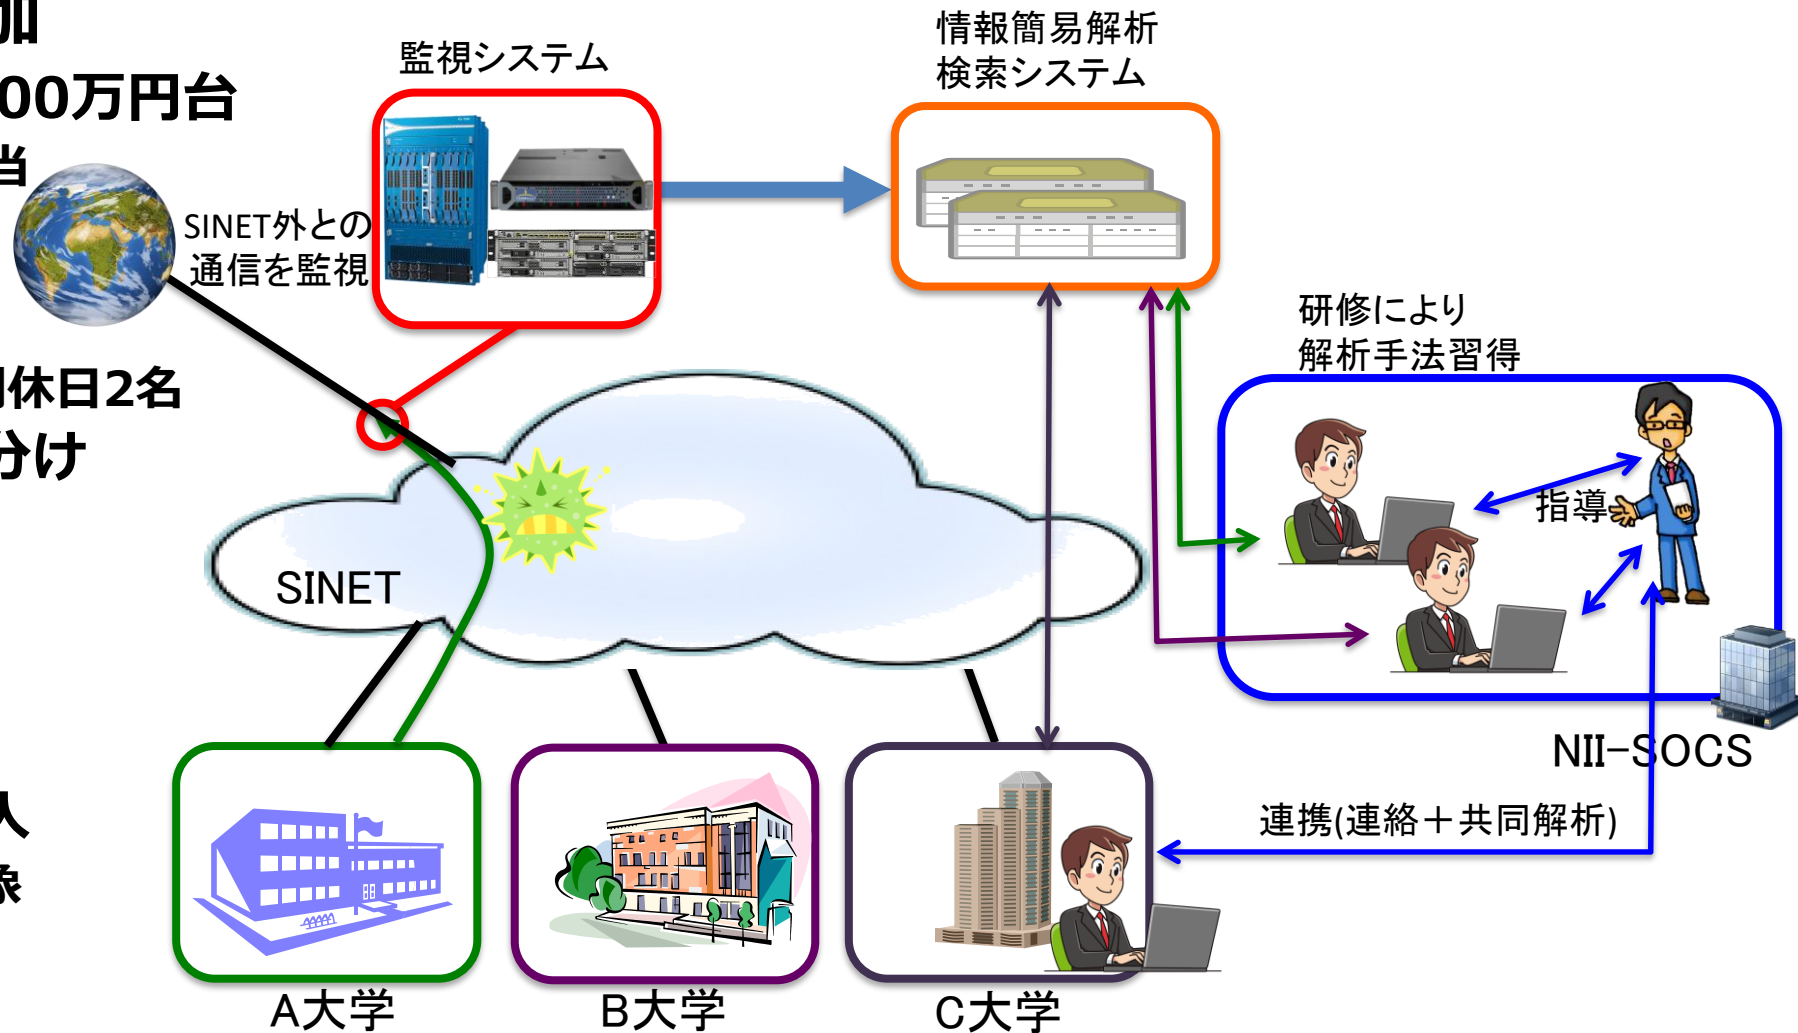 加
00万円台
当
監視システム
情報簡易解析
検索システム
SINET外との
通信を監視
研修により
解析手法習得
休日2名
分け
指導
SINET
NII-SOCS
人
連携(連絡＋共同解析)
象
A大学
B大学
C大学